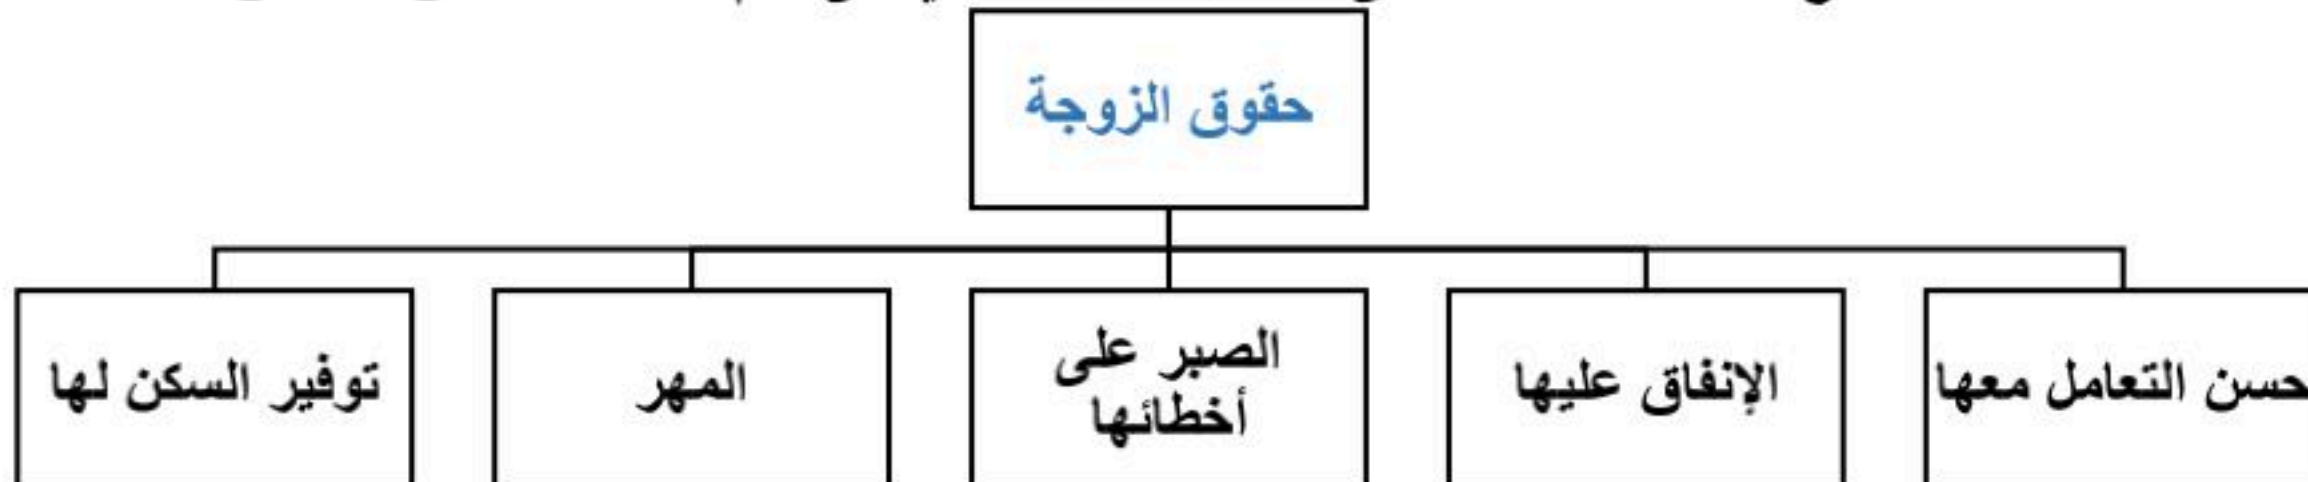 حقوق الزوجة
حسن التعامل معها
الإنفاق عليها
الصبر على
أخطائها
المهر
توفير السكن لها